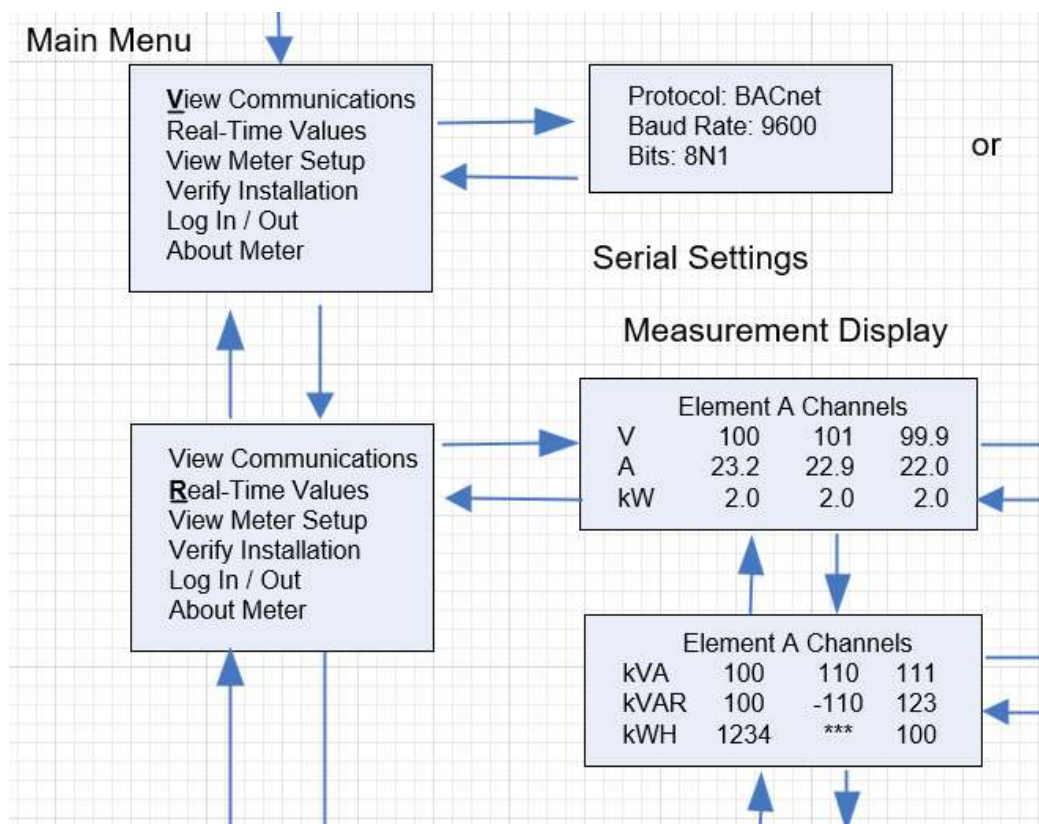 Main Menu
View Communications
Real-Time Values
View Meter Setup
Verify Installation
Log In / Out
About Meter
Protocol: BACnet
Baud Rate: 9600
Bits: 8N1
or
Serial Settings
Measurement Display
View Communications
Real-Time Values
View Meter Setup
Verify Installation
Log In / Out
About Meter
Element A Channels
V 100 101 99.9
A 23.2 22.9 22.0
kW 2.0 2.0 2.0
Element A Channels
kVA 100 110 111
kVAR 100 -110 123
kWH 1234 *** 100